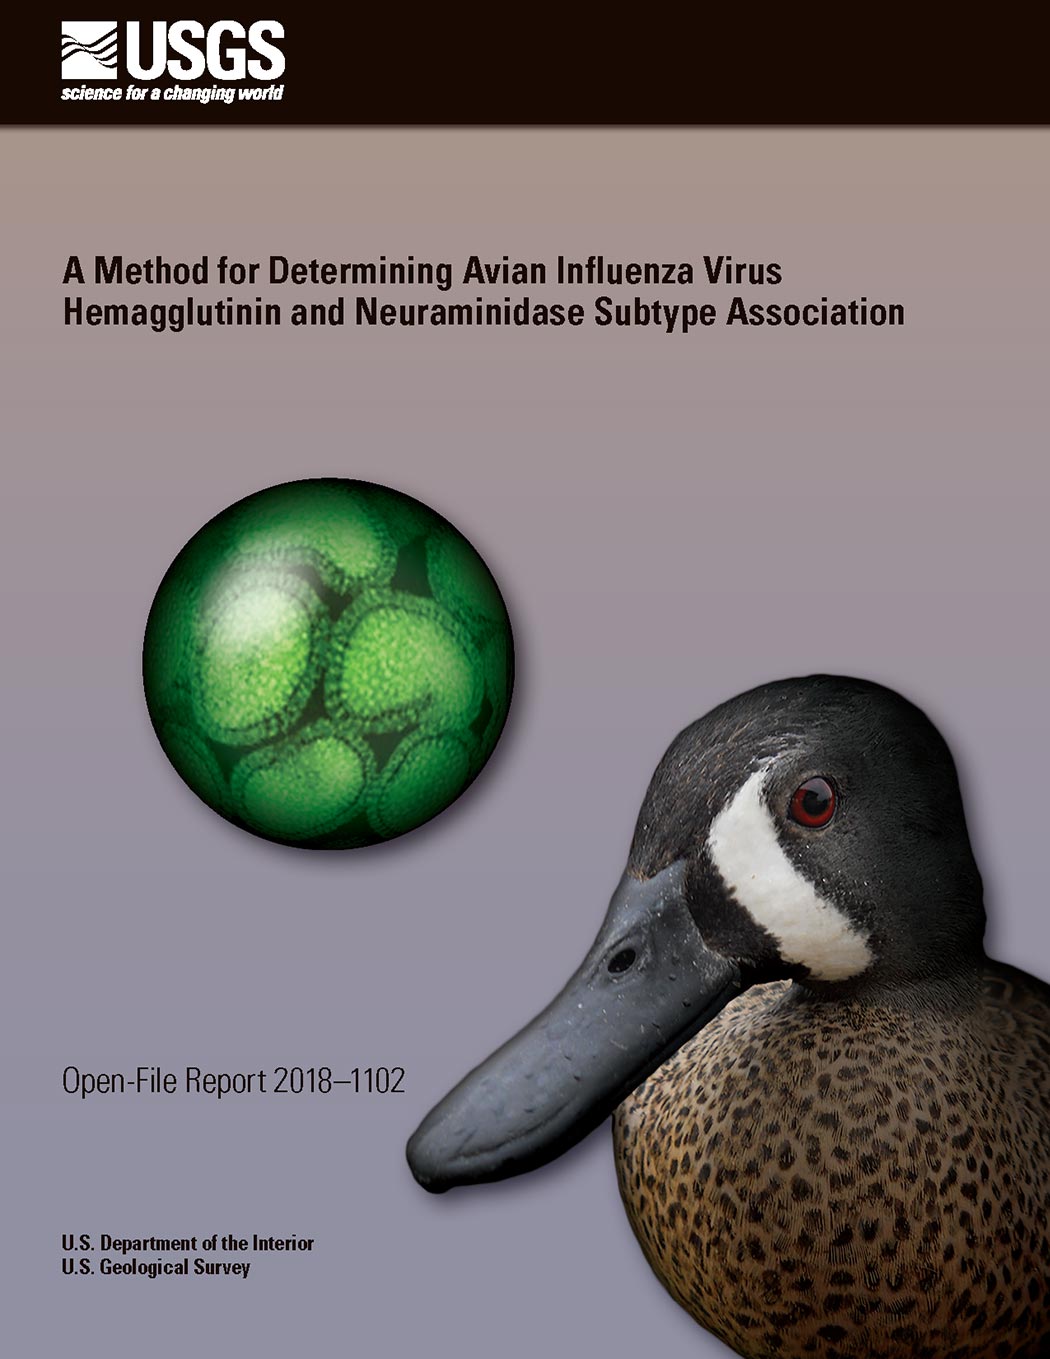 USGS
science for a changing world
A Method for Determining Avian Influenza Virus
Hemagglutinin and Neuraminidase Subtype Association
Open-File Report 2018–1102
U.S. Department of the Interior
U.S. Geological Survey